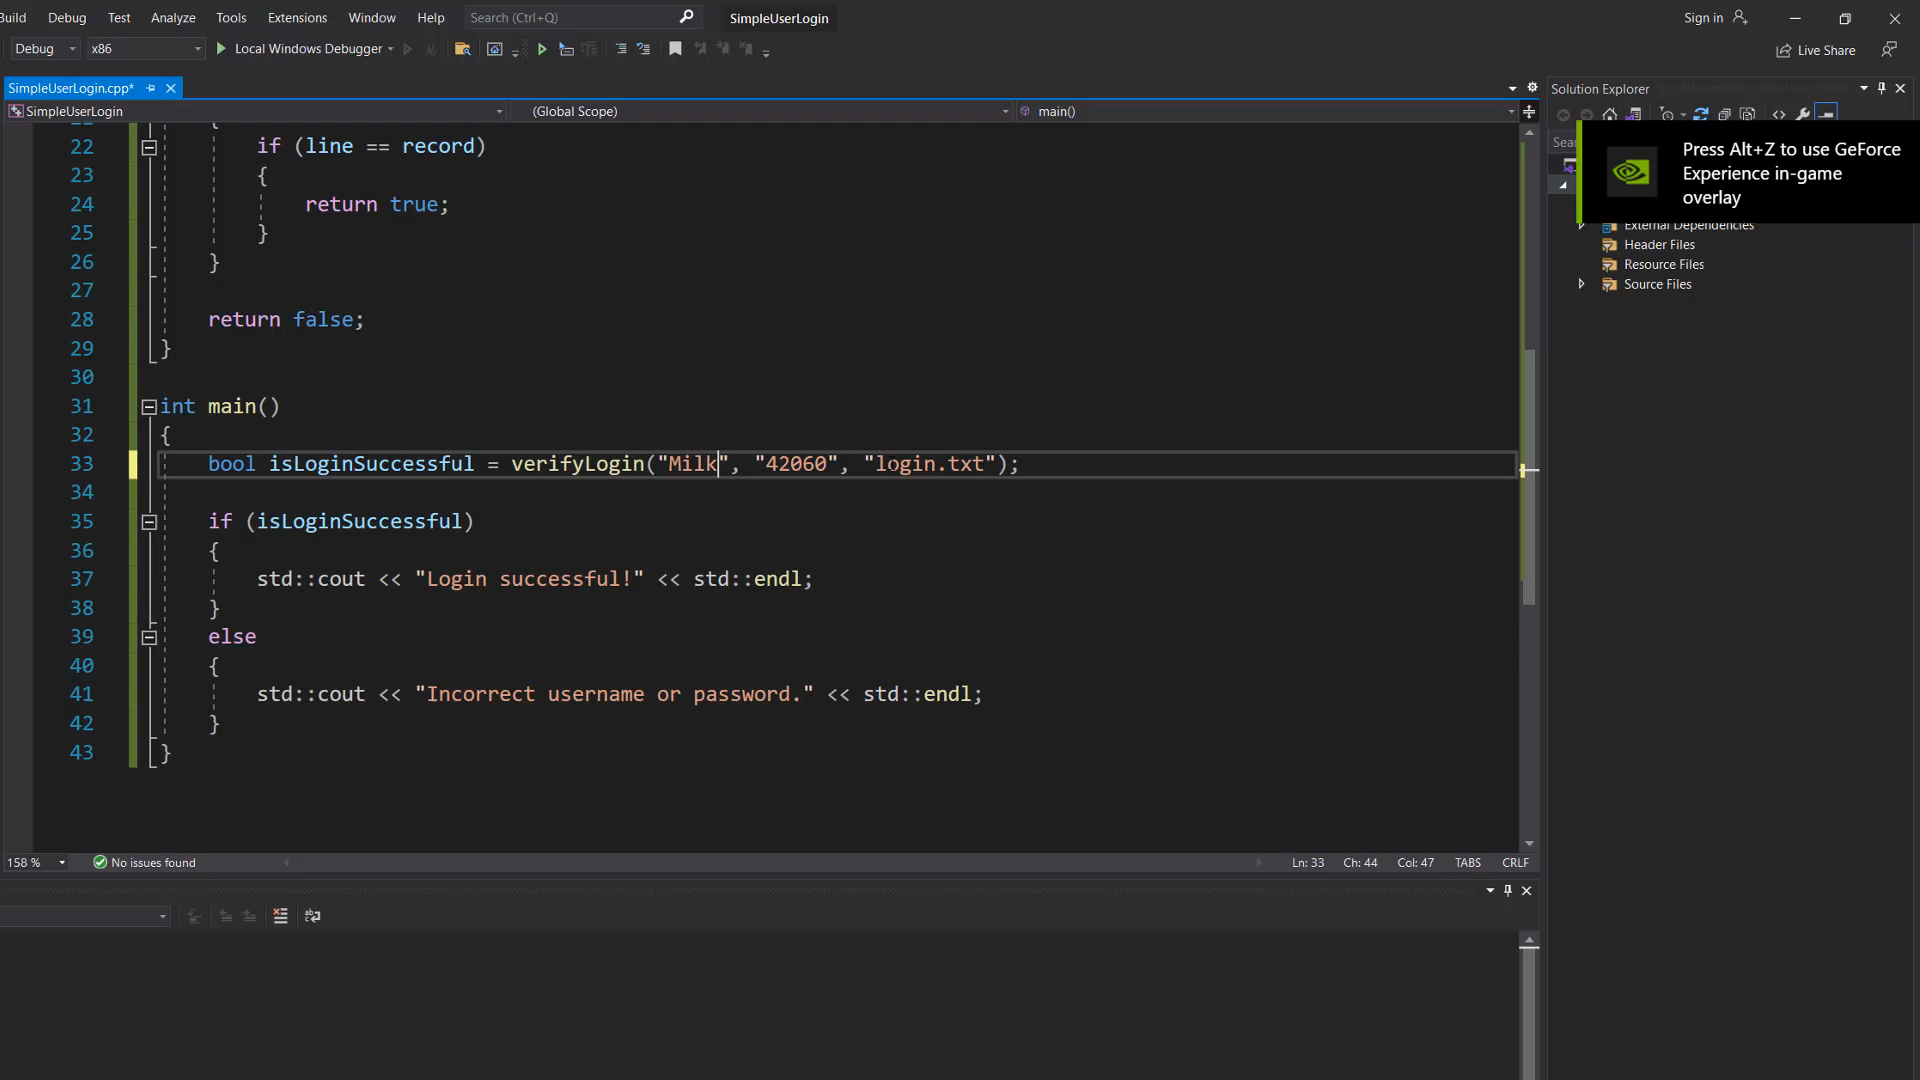 Build Debug Test Analyze Tools Extensions Window Help Search (Ctrl+Q) SimpleUserLogin Sign in
Debug x86 Local Windows Debugger Live Share
SimpleUserLogin.cpp* Solution Explorer
SimpleUserLogin (Global Scope) main()
Press Alt+Z to use GeForce
Experience in-game
overlay
External Dependencies
Header Files
Resource Files
Source Files
22 if (line == record)
23 {
24 return true;
25 }
26 }
27
28 return false;
29 }
30
31 int main()
32 {
33 bool isLoginSuccessful = verifyLogin("Milk", "42060", "login.txt");
34
35 if (isLoginSuccessful)
36 {
37 std::cout << "Login successful!" << std::endl;
38 }
39 else
40 {
41 std::cout << "Incorrect username or password." << std::endl;
42 }
43 }
158 % No issues found Ln: 33 Ch: 44 Col: 47 TABS CRLF